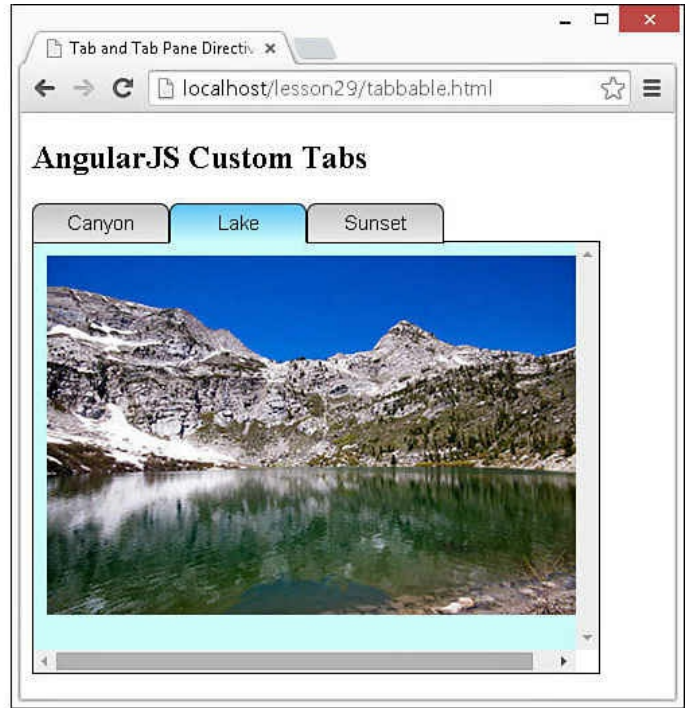 Tab and Tab Pane Directiv
localhost/lesson29/tabbable.html
AngularJS Custom Tabs
Canyon
Lake
Sunset